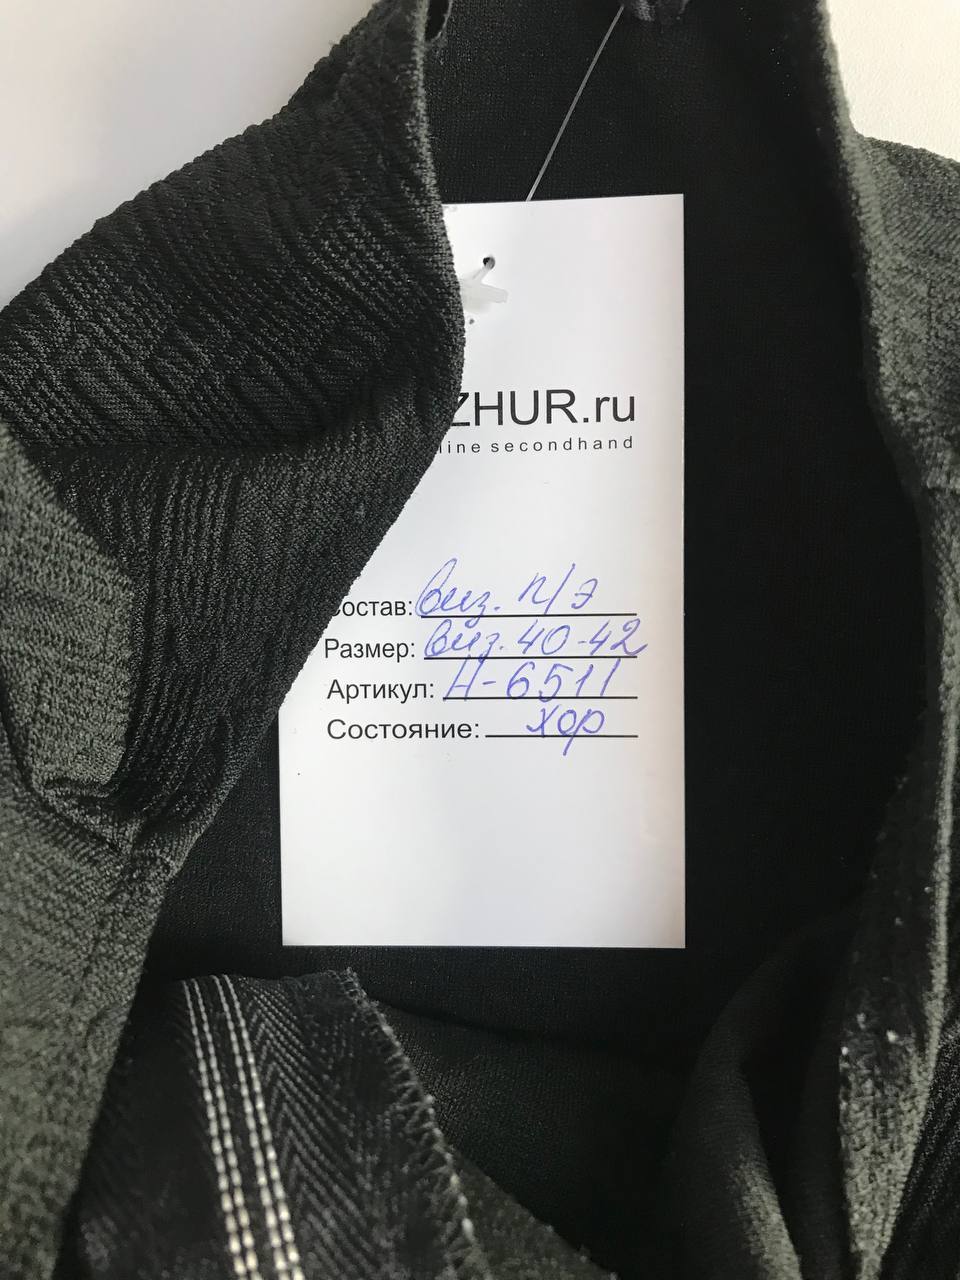 ZHUR.ru
line secondhand
остав: виз. п/э
Размер: виз. 40-42
Артикул: Н-6511
Состояние: хор